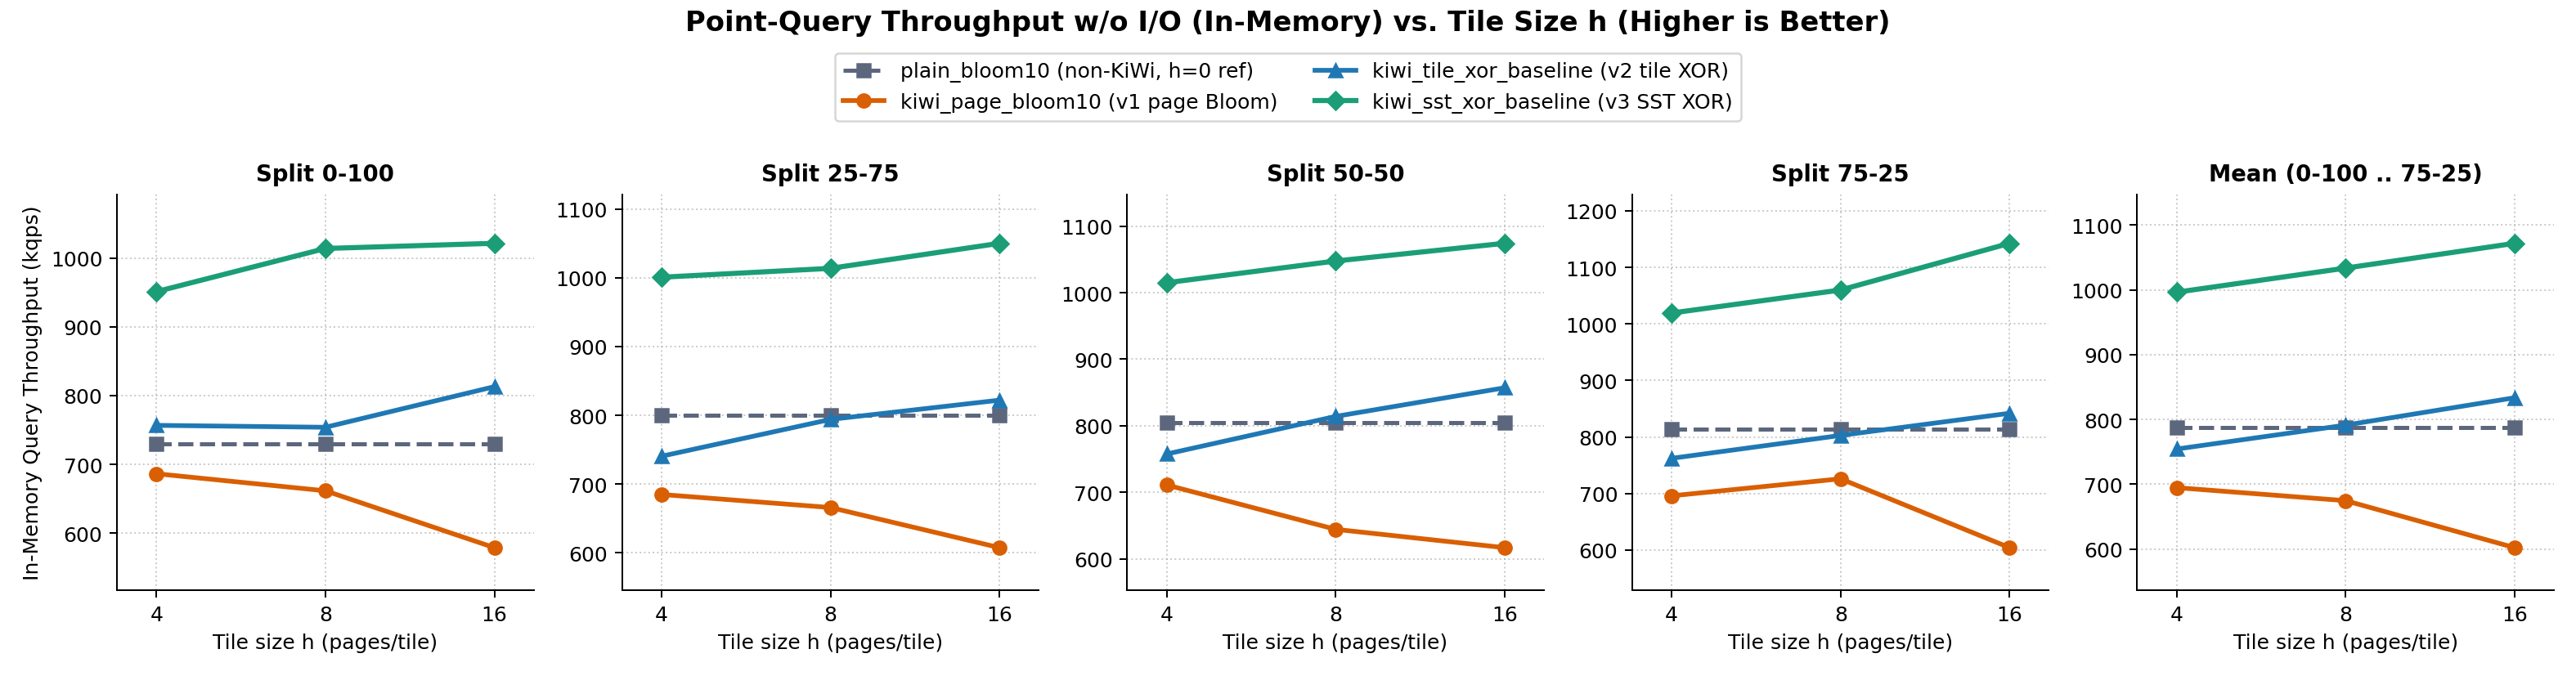 Point-Query Throughput w/o I/O (In-Memory) vs. Tile Size h (Higher is Better)
plain_bloom10 (non-KiWi, h=0 ref)
kiwi_page_bloom10 (v1 page Bloom)
kiwi_tile_xor_baseline (v2 tile XOR)
kiwi_sst_xor_baseline (v3 SST XOR)
In-Memory Query Throughput (kqps)
Split 0-100
1000
900
800
700
600
4 8 16
Tile size h (pages/tile)
Split 25-75
1100
1000
900
800
700
600
4 8 16
Tile size h (pages/tile)
Split 50-50
1100
1000
900
800
700
600
4 8 16
Tile size h (pages/tile)
Split 75-25
1200
1100
1000
900
800
700
600
4 8 16
Tile size h (pages/tile)
Mean (0-100 .. 75-25)
1100
1000
900
800
700
600
4 8 16
Tile size h (pages/tile)